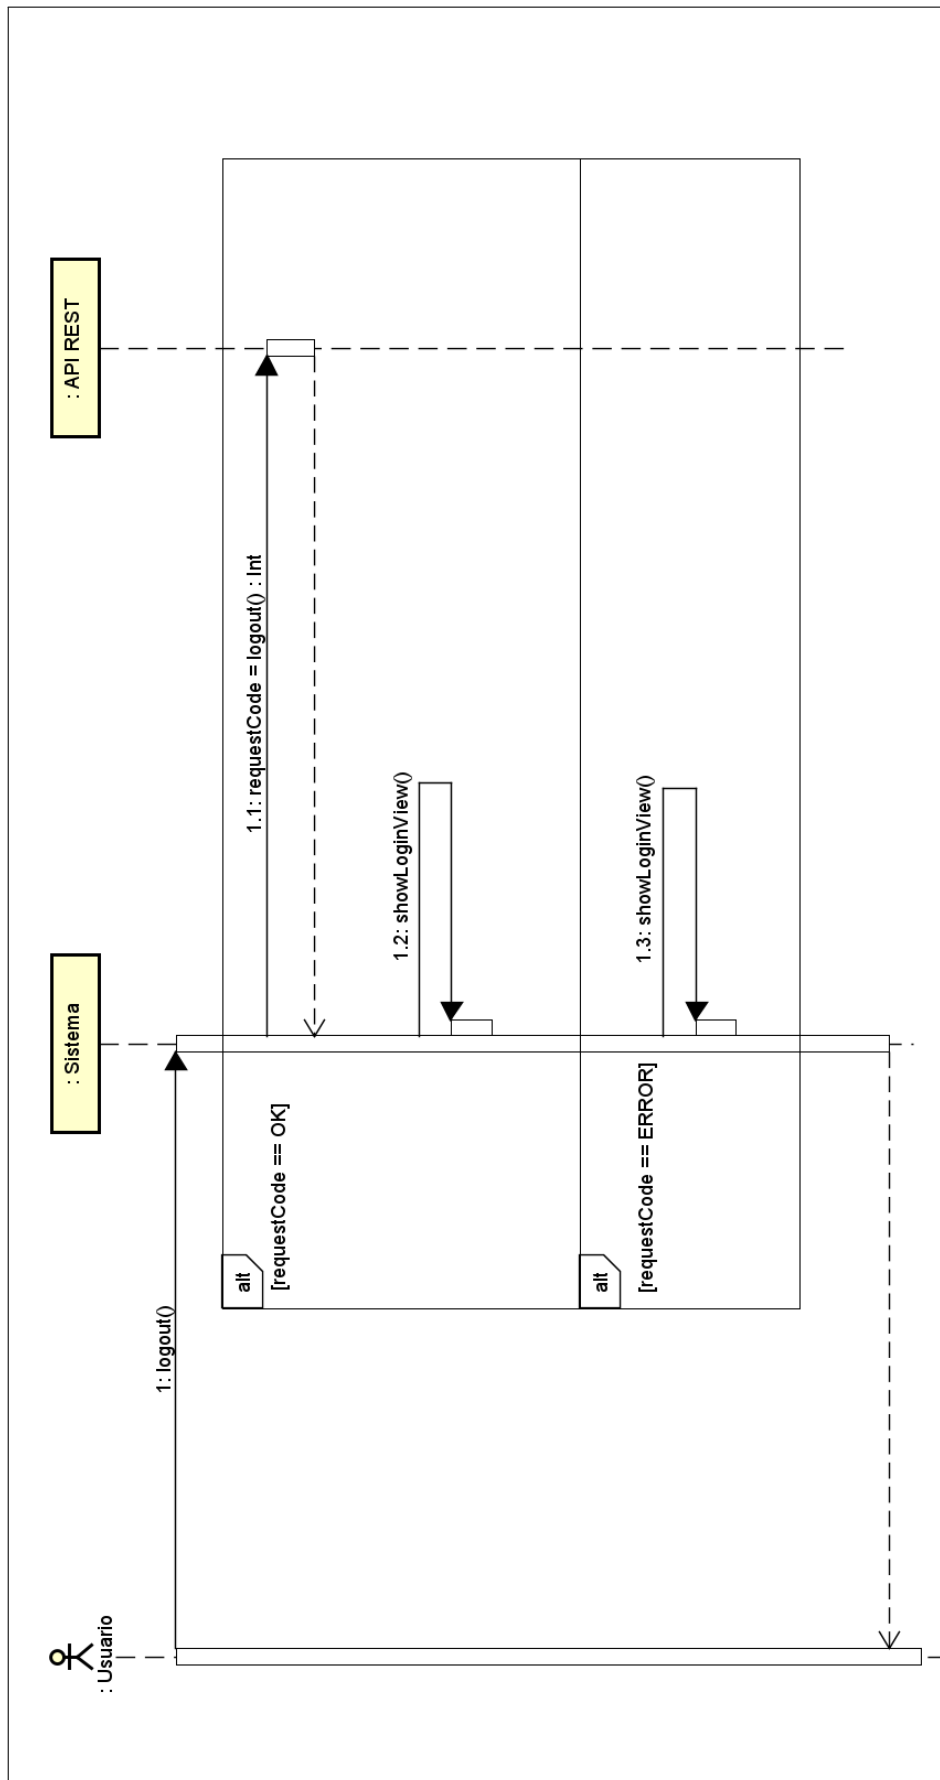 : Usuario
: Sistema
: API REST
1: logout()
alt
[requestCode == OK]
1.1: requestCode = logout() : Int
1.2: showLoginView()
alt
[requestCode == ERROR]
1.3: showLoginView()